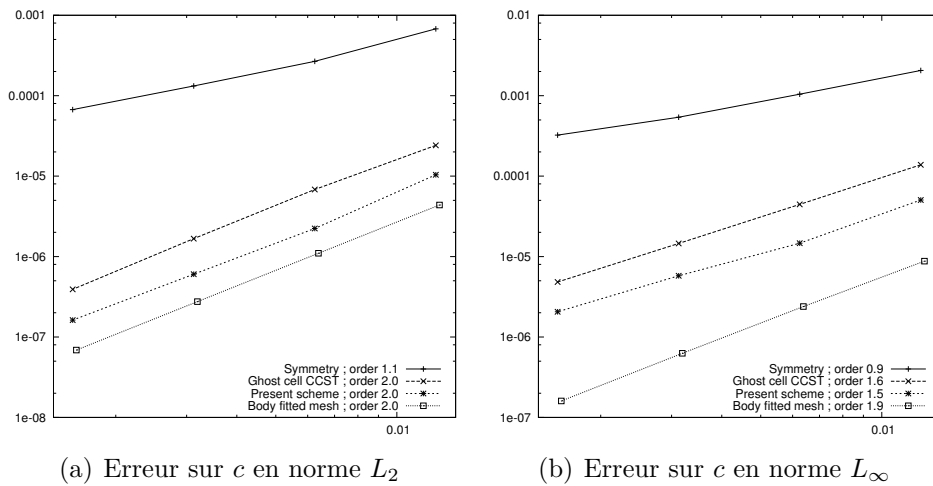 0.001
0.0001
1e-05
1e-06
1e-07
1e-08
0.01
Symmetry ; order 1.1
Ghost cell CCST ; order 2.0
Present scheme ; order 2.0
Body fitted mesh ; order 2.0
(a) Erreur sur c en norme L₂
0.01
0.001
0.0001
1e-05
1e-06
1e-07
0.01
Symmetry ; order 0.9
Ghost cell CCST ; order 1.6
Present scheme ; order 1.5
Body fitted mesh ; order 1.9
(b) Erreur sur c en norme L∞